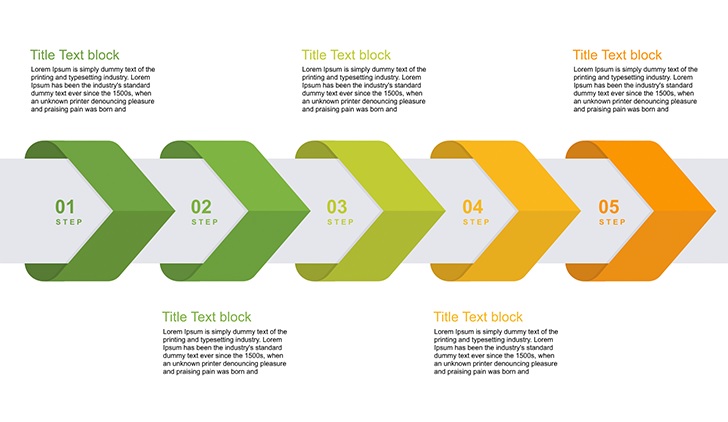 Title Text block
Lorem Ipsum is simply dummy text of the
printing and typesetting industry. Lorem
Ipsum has been the industry's standard
dummy text ever since the 1500s, when
an unknown printer denouncing pleasure
and praising pain was born and
Title Text block
Lorem Ipsum is simply dummy text of the
printing and typesetting industry. Lorem
Ipsum has been the industry's standard
dummy text ever since the 1500s, when
an unknown printer denouncing pleasure
and praising pain was born and
Title Text block
Lorem Ipsum is simply dummy text of the
printing and typesetting industry. Lorem
Ipsum has been the industry's standard
dummy text ever since the 1500s, when
an unknown printer denouncing pleasure
and praising pain was born and
01
STEP
02
STEP
03
STEP
04
STEP
05
STEP
Title Text block
Lorem Ipsum is simply dummy text of the
printing and typesetting industry. Lorem
Ipsum has been the industry's standard
dummy text ever since the 1500s, when
an unknown printer denouncing pleasure
and praising pain was born and
Title Text block
Lorem Ipsum is simply dummy text of the
printing and typesetting industry. Lorem
Ipsum has been the industry's standard
dummy text ever since the 1500s, when
an unknown printer denouncing pleasure
and praising pain was born and